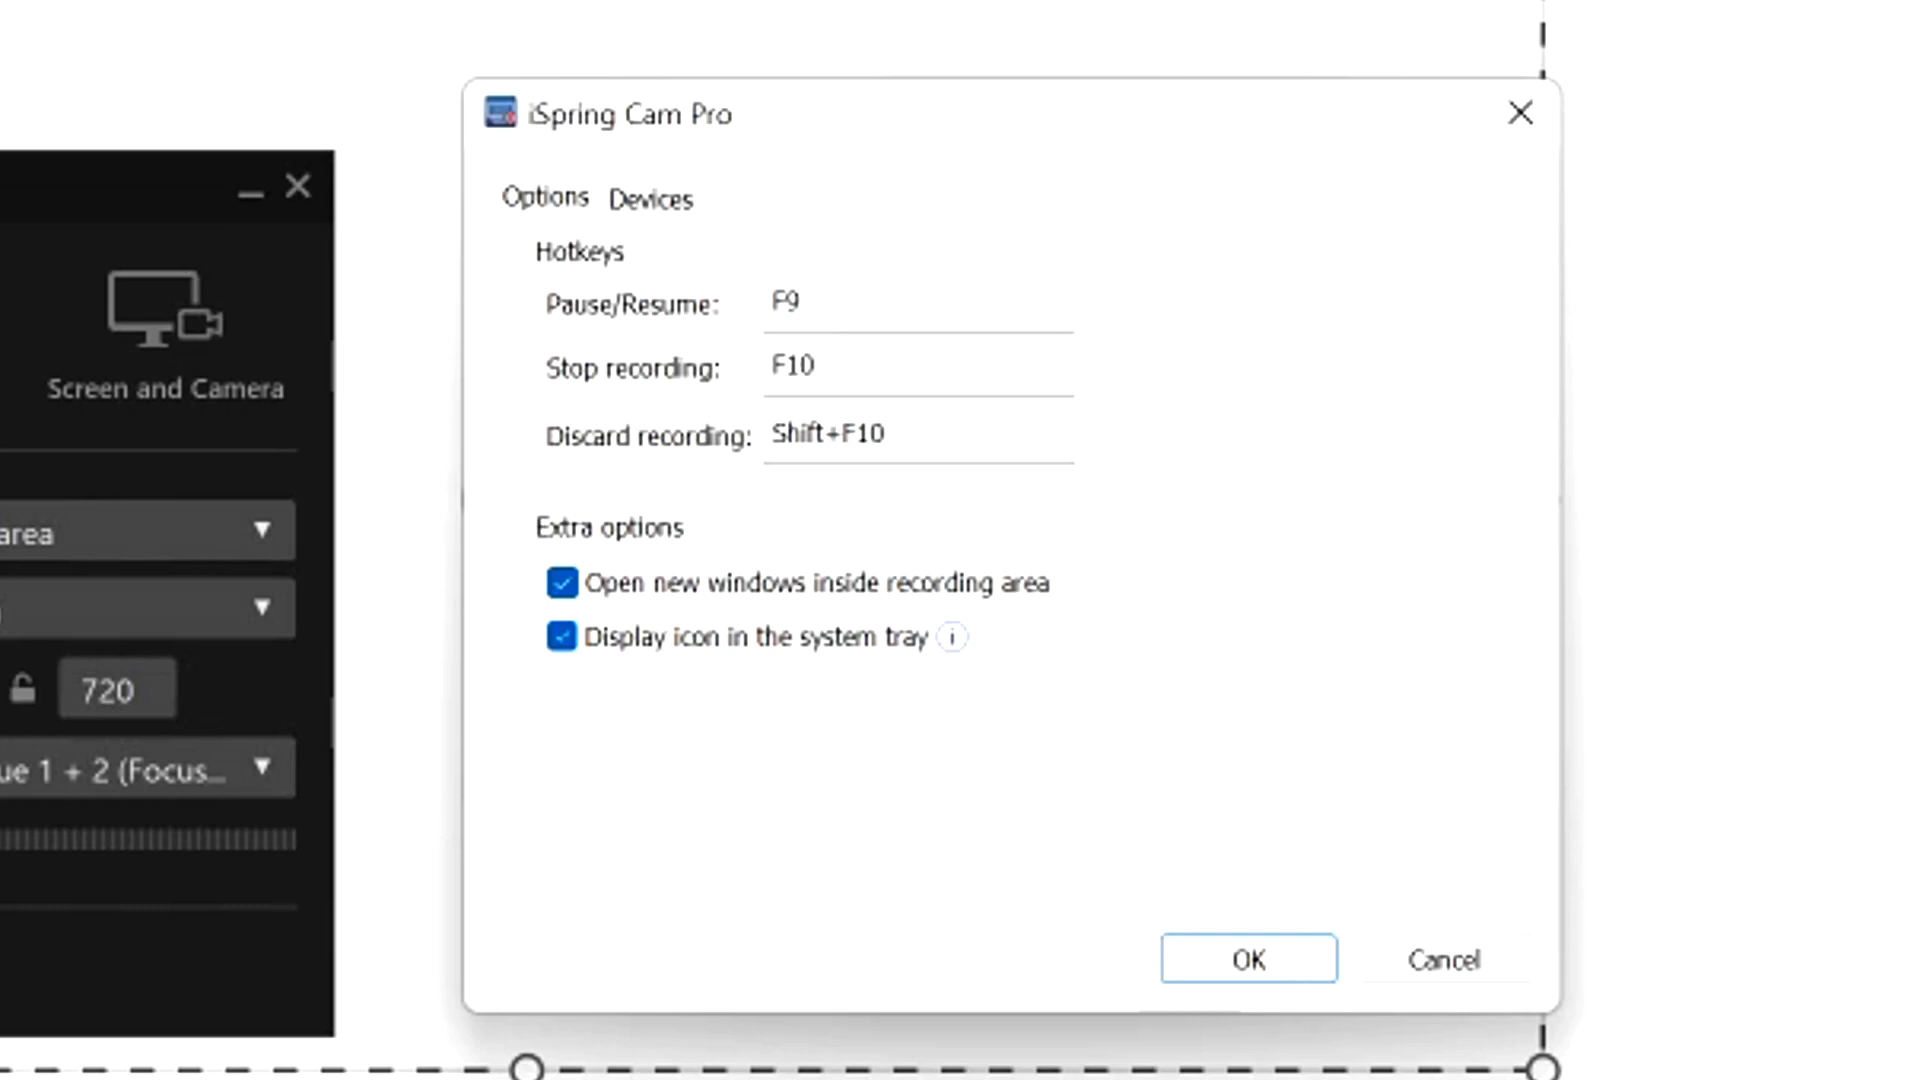 iSpring Cam Pro
Options Devices
Hotkeys
Pause/Resume: F9
Stop recording: F10
Discard recording: Shift+F10
Extra options
Open new windows inside recording area
Display icon in the system tray
OK Cancel
Screen and Camera
area
720
ue 1 + 2 (Focus...